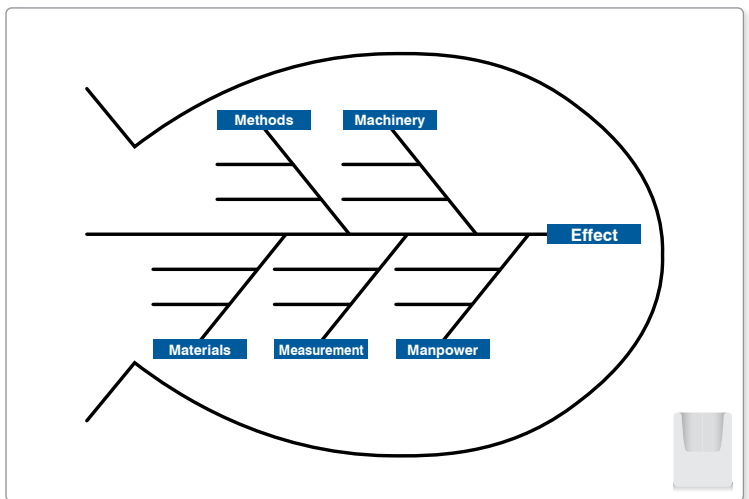 Methods
Machinery
Effect
Materials
Measurement
Manpower